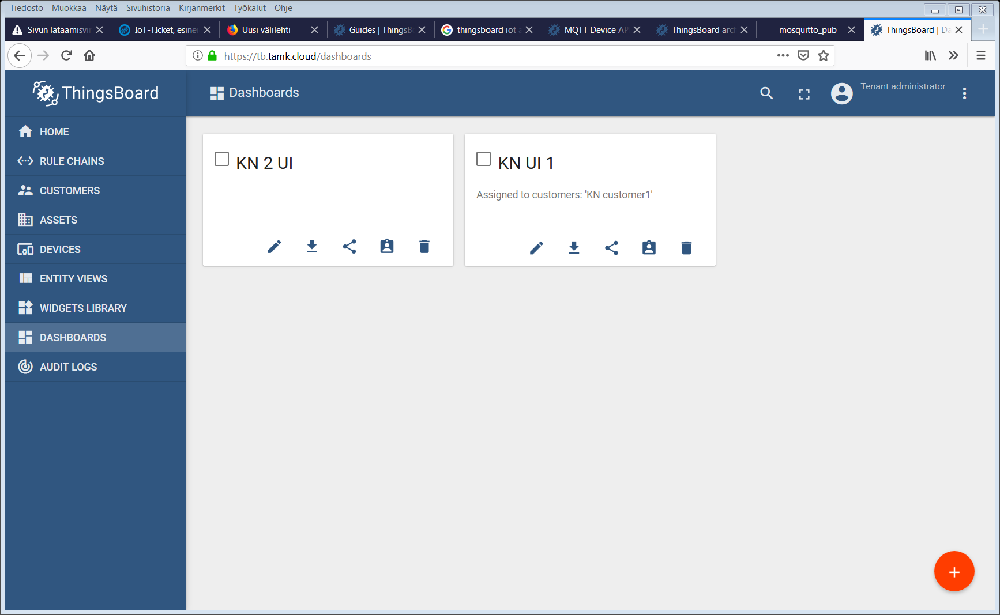 Tiedosto Muokkaa Näytä Sivuhistoria Kirjanmerkit Työkalut Ohje
Sivun lataamisvir IoT-TIcket, esinei Uusi välilehti Guides | ThingsB thingsboard iot a MQTT Device AP ThingsBoard arc mosquitto_pub ThingsBoard | Da
https://tb.tamk.cloud/dashboards
ThingsBoard
Dashboards
Tenant administrator
HOME
RULE CHAINS
CUSTOMERS
ASSETS
DEVICES
ENTITY VIEWS
WIDGETS LIBRARY
DASHBOARDS
AUDIT LOGS
KN 2 UI
KN UI 1
Assigned to customers: 'KN customer1'